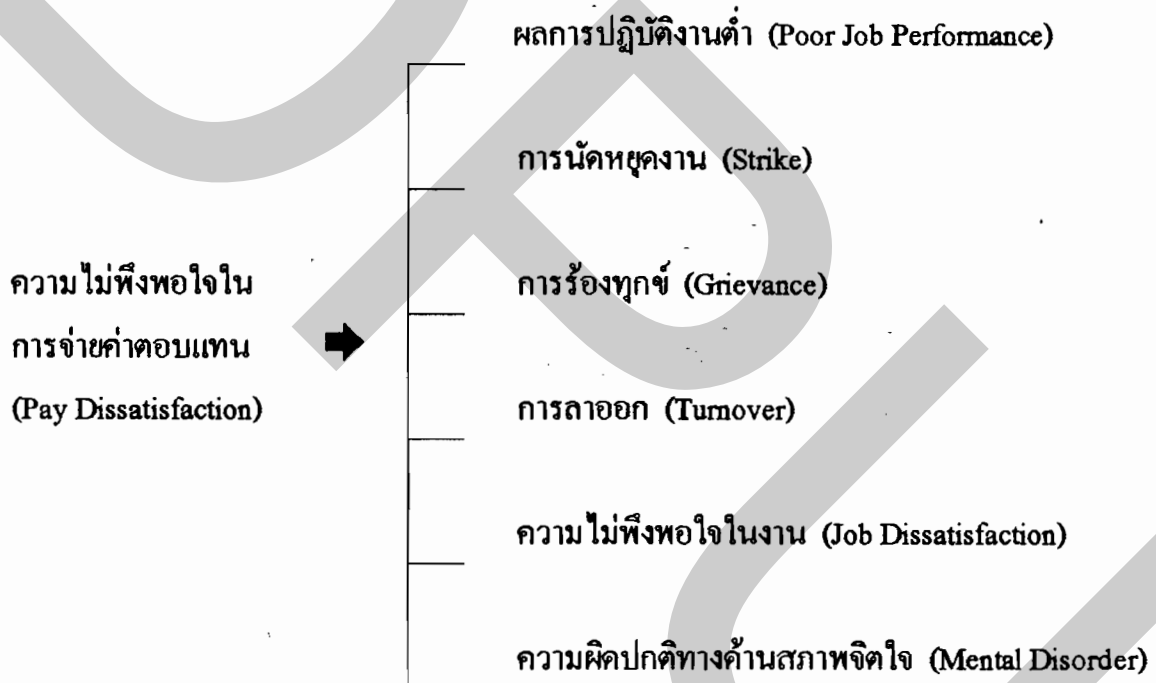 ผลการปฏิบัติงานต่ำ (Poor Job Performance)
การนัดหยุดงาน (Strike)
ความไม่พึงพอใจใน
การจ่ายค่าตอบแทน
(Pay Dissatisfaction)
การร้องทุกข์ (Grievance)
การลาออก (Turnover)
ความไม่พึงพอใจในงาน (Job Dissatisfaction)
ความผิดปกติทางด้านสภาพจิตใจ (Mental Disorder)